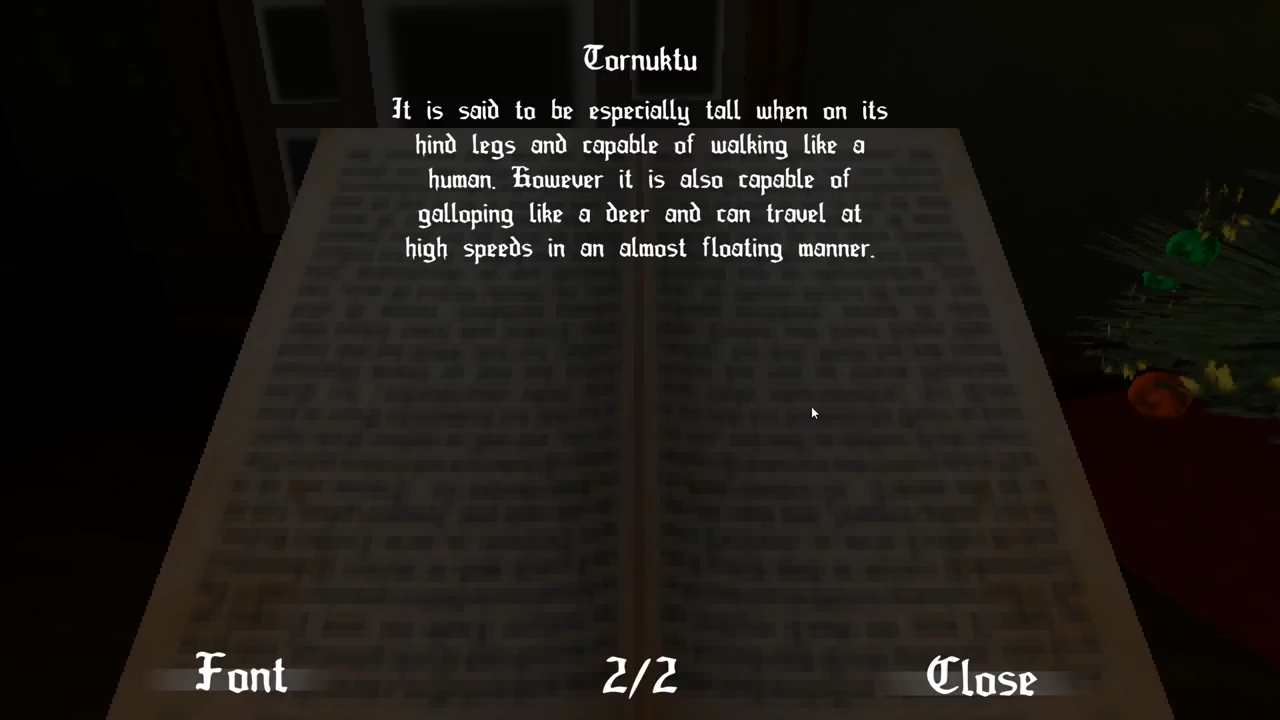 Tornuktu
It is said to be especially tall when on its
hind legs and capable of walking like a
human. However it is also capable of
galloping like a deer and can travel at
high speeds in an almost floating manner.
Font
2/2
Close